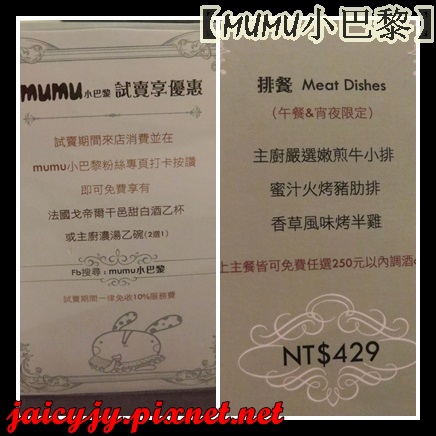 【MUMU小巴黎】
mumu小巴黎 試賣享優惠
試賣期間來店消費並在
mumu小巴黎粉絲專頁打卡按讚
即可免費享有
法國戈帝爾干邑甜白酒乙杯
或主廚濃湯乙碗(2選1)
Fb搜尋：mumu小巴黎
試賣期間一律免收10%服務費
排餐 Meat Dishes
(午餐&宵夜限定)
主廚嚴選嫩煎牛小排
蜜汁火烤豬肋排
香草風味烤半雞
上主餐皆可免費任選250元以內調酒
NT$429
jaicyjy.pixnet.net